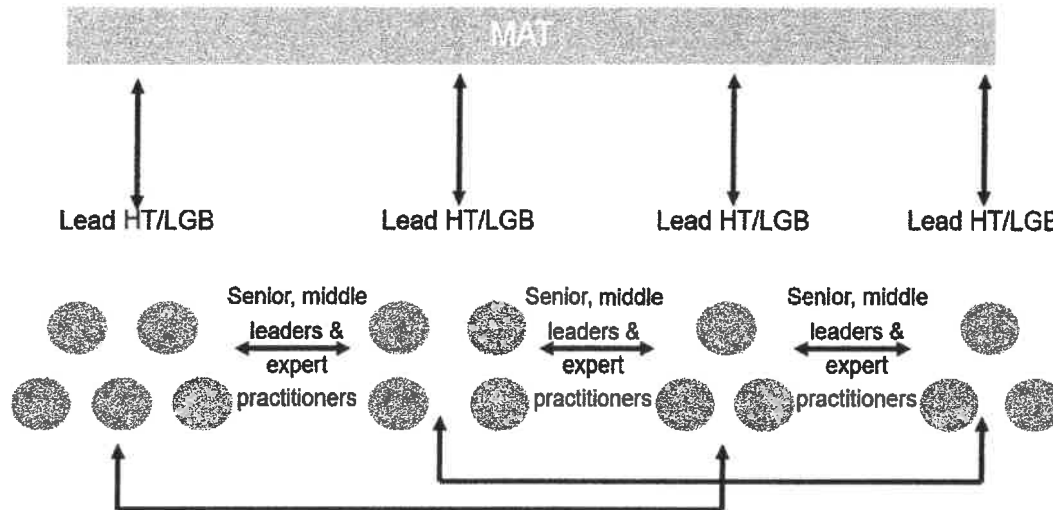 MAT
Lead HT/LGB
Lead HT/LGB
Lead HT/LGB
Lead HT/LGB
Senior, middle
leaders &
expert
practitioners
Senior, middle
leaders &
expert
practitioners
Senior, middle
leaders &
expert
practitioners